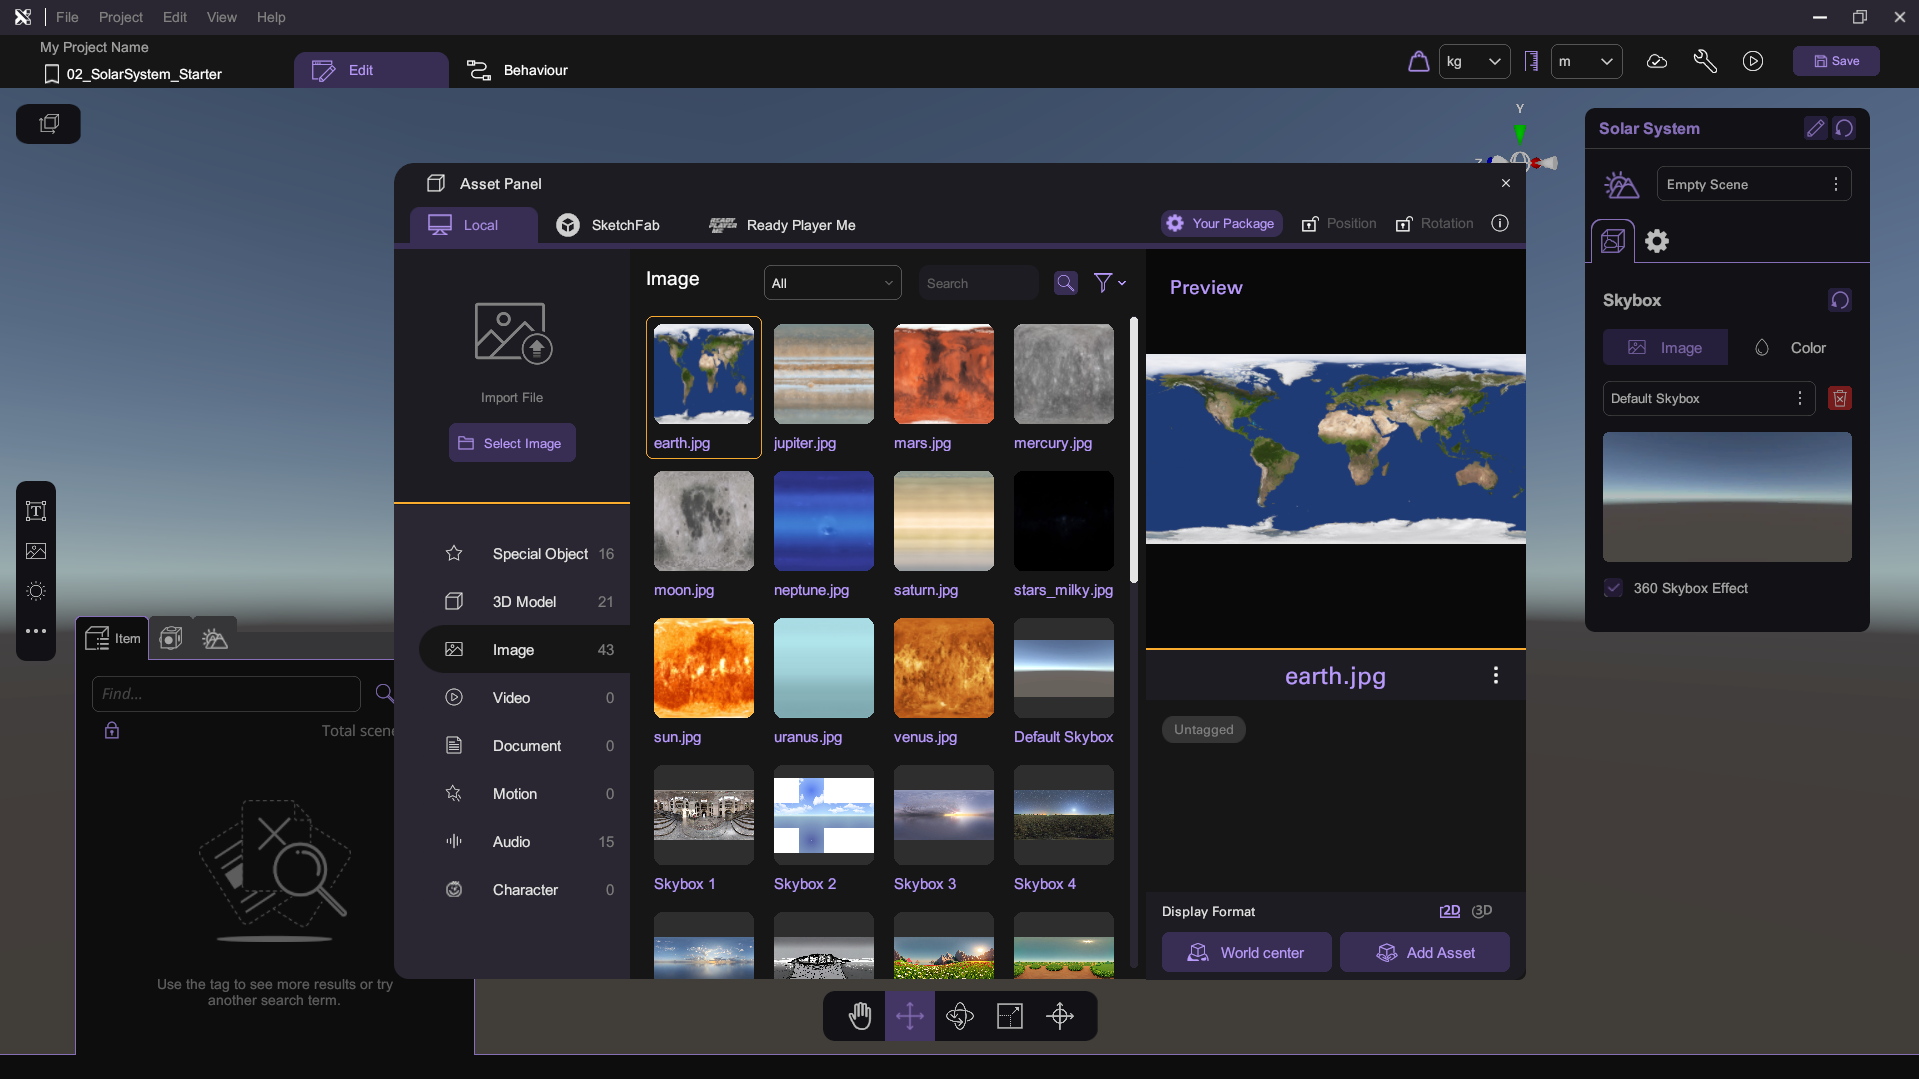 File Project Edit View Help
My Project Name
02_SolarSystem_Starter
Edit
Behaviour
kg
m
Save
Y
Z
Asset Panel
Local
SketchFab
READY PLAYER ME
Ready Player Me
Your Package
Position
Rotation
Import File
Select Image
Special Object 16
3D Model 21
Image 43
Video 0
Document 0
Motion 0
Audio 15
Character 0
Image
All
Search
earth.jpg jupiter.jpg mars.jpg mercury.jpg
moon.jpg neptune.jpg saturn.jpg stars_milky.jpg
sun.jpg uranus.jpg venus.jpg Default Skybox
Skybox 1 Skybox 2 Skybox 3 Skybox 4
Preview
earth.jpg
Untagged
Display Format
2D 3D
World center
Add Asset
Solar System
Empty Scene
Skybox
Image
Color
Default Skybox
360 Skybox Effect
T
Item
Find...
Total scene
Use the tag to see more results or try
another search term.